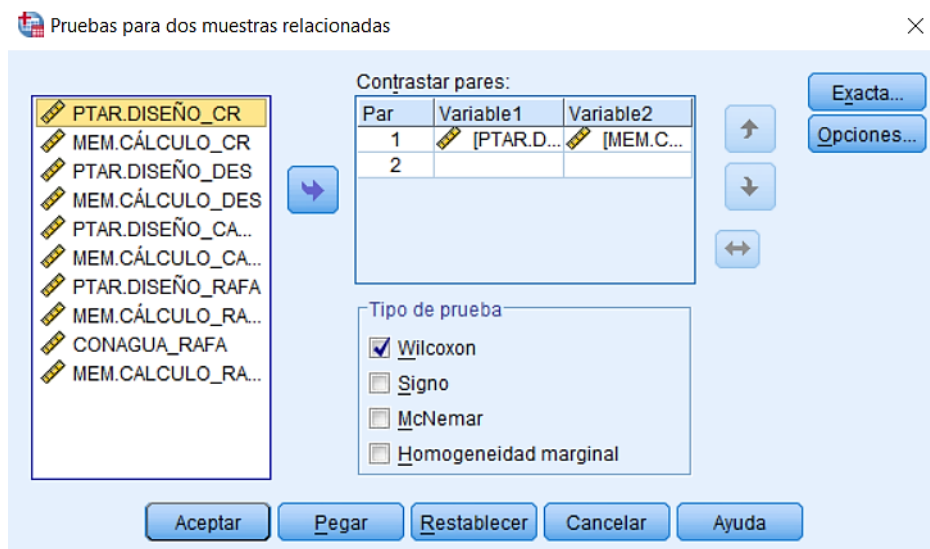 Pruebas para dos muestras relacionadas
PTAR.DISEÑO_CR
MEM.CÁLCULO_CR
PTAR.DISEÑO_DES
MEM.CÁLCULO_DES
PTAR.DISEÑO_CA...
MEM.CÁLCULO_CA...
PTAR.DISEÑO_RAFA
MEM.CÁLCULO_RA...
CONAGUA_RAFA
MEM.CALCULO_RA...
Contrastar pares:
Par Variable1 Variable2
1 [PTAR.D... [MEM.C...
2
Tipo de prueba
Wilcoxon
Signo
McNemar
Homogeneidad marginal
Exacta...
Opciones...
Aceptar Pegar Restablecer Cancelar Ayuda